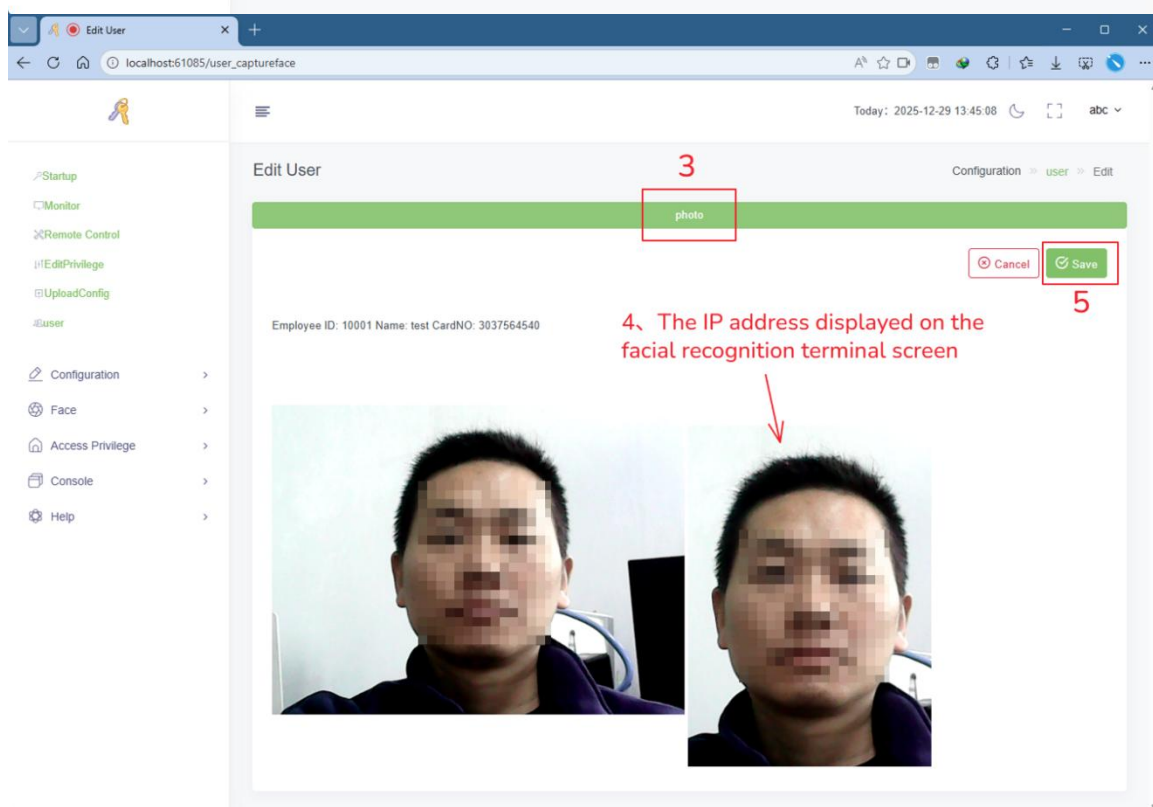 Edit User
localhost:61085/user_captureface
Today: 2025-12-29 13:45:08
abc
Startup
Monitor
Remote Control
EditPrivilege
UploadConfig
user
Configuration
Face
Access Privilege
Console
Help
Edit User
3
Configuration » user » Edit
photo
Cancel
Save
5
Employee ID: 10001 Name: test CardNO: 3037564540
4、The IP address displayed on the
facial recognition terminal screen